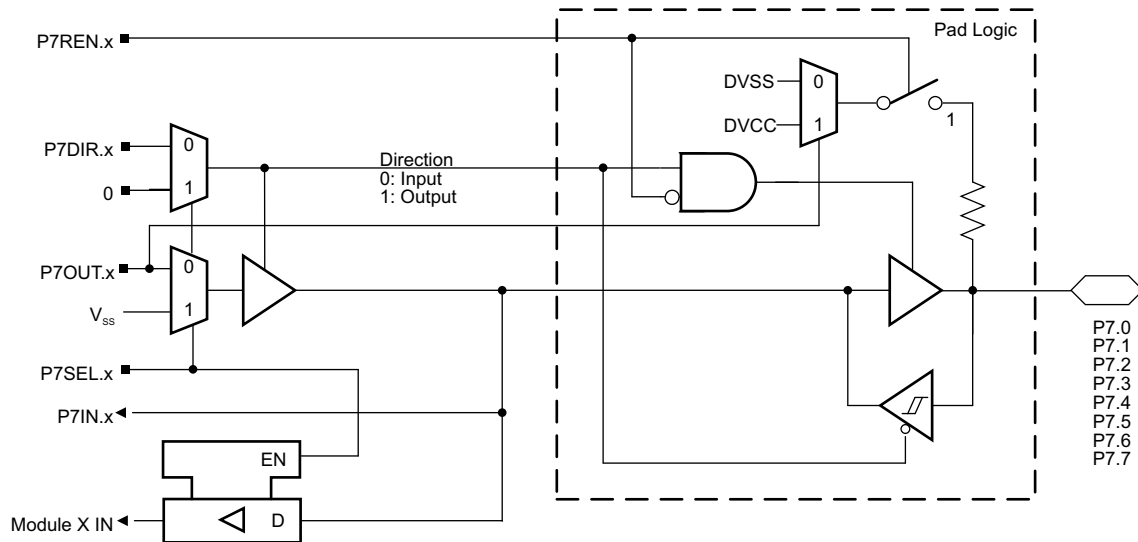 P7REN.x
Pad Logic
DVSS
0
1
DVCC
1
P7DIR.x
0
0
1
Direction
0: Input
1: Output
P7OUT.x
0
VSS
1
P7SEL.x
P7IN.x
EN
D
Module X IN
P7.0
P7.1
P7.2
P7.3
P7.4
P7.5
P7.6
P7.7